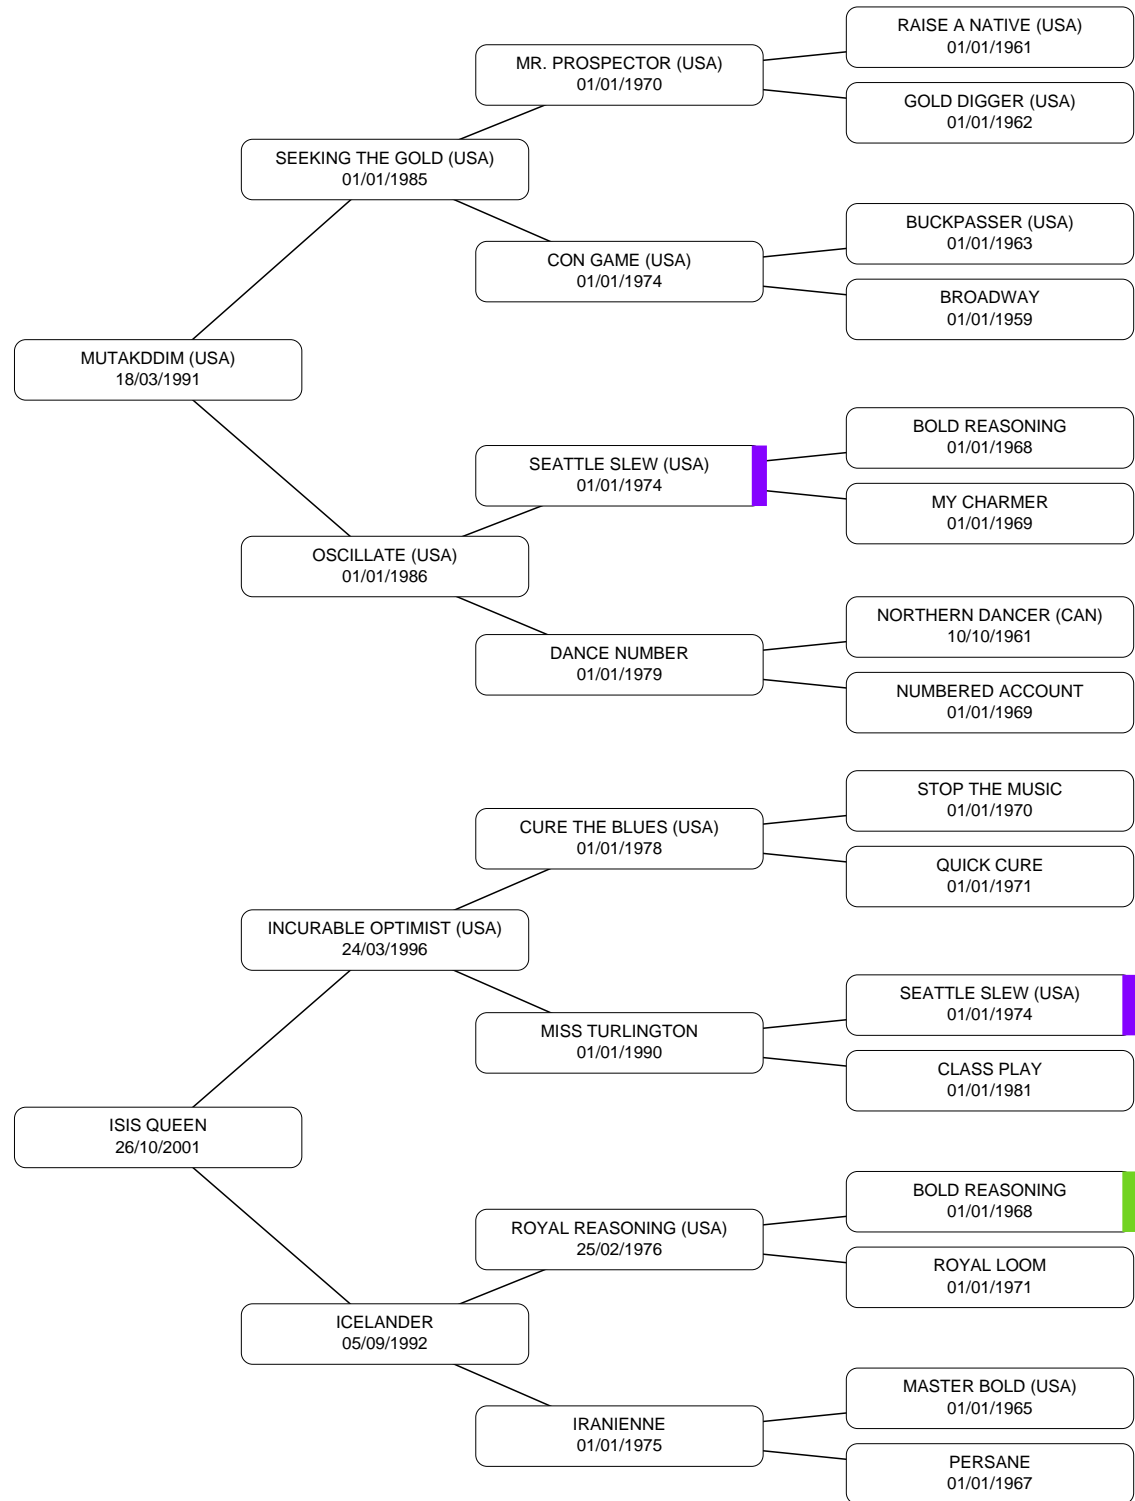 RAISE A NATIVE (USA)
01/01/1961
MR. PROSPECTOR (USA)
01/01/1970
GOLD DIGGER (USA)
01/01/1962
SEEKING THE GOLD (USA)
01/01/1985
BUCKPASSER (USA)
01/01/1963
CON GAME (USA)
01/01/1974
BROADWAY
01/01/1959
MUTAKDDIM (USA)
18/03/1991
BOLD REASONING
01/01/1968
SEATTLE SLEW (USA)
01/01/1974
MY CHARMER
01/01/1969
OSCILLATE (USA)
01/01/1986
NORTHERN DANCER (CAN)
10/10/1961
DANCE NUMBER
01/01/1979
NUMBERED ACCOUNT
01/01/1969
STOP THE MUSIC
01/01/1970
CURE THE BLUES (USA)
01/01/1978
QUICK CURE
01/01/1971
INCURABLE OPTIMIST (USA)
24/03/1996
SEATTLE SLEW (USA)
01/01/1974
MISS TURLINGTON
01/01/1990
CLASS PLAY
01/01/1981
ISIS QUEEN
26/10/2001
BOLD REASONING
01/01/1968
ROYAL REASONING (USA)
25/02/1976
ROYAL LOOM
01/01/1971
ICELANDER
05/09/1992
MASTER BOLD (USA)
01/01/1965
IRANIENNE
01/01/1975
PERSANE
01/01/1967